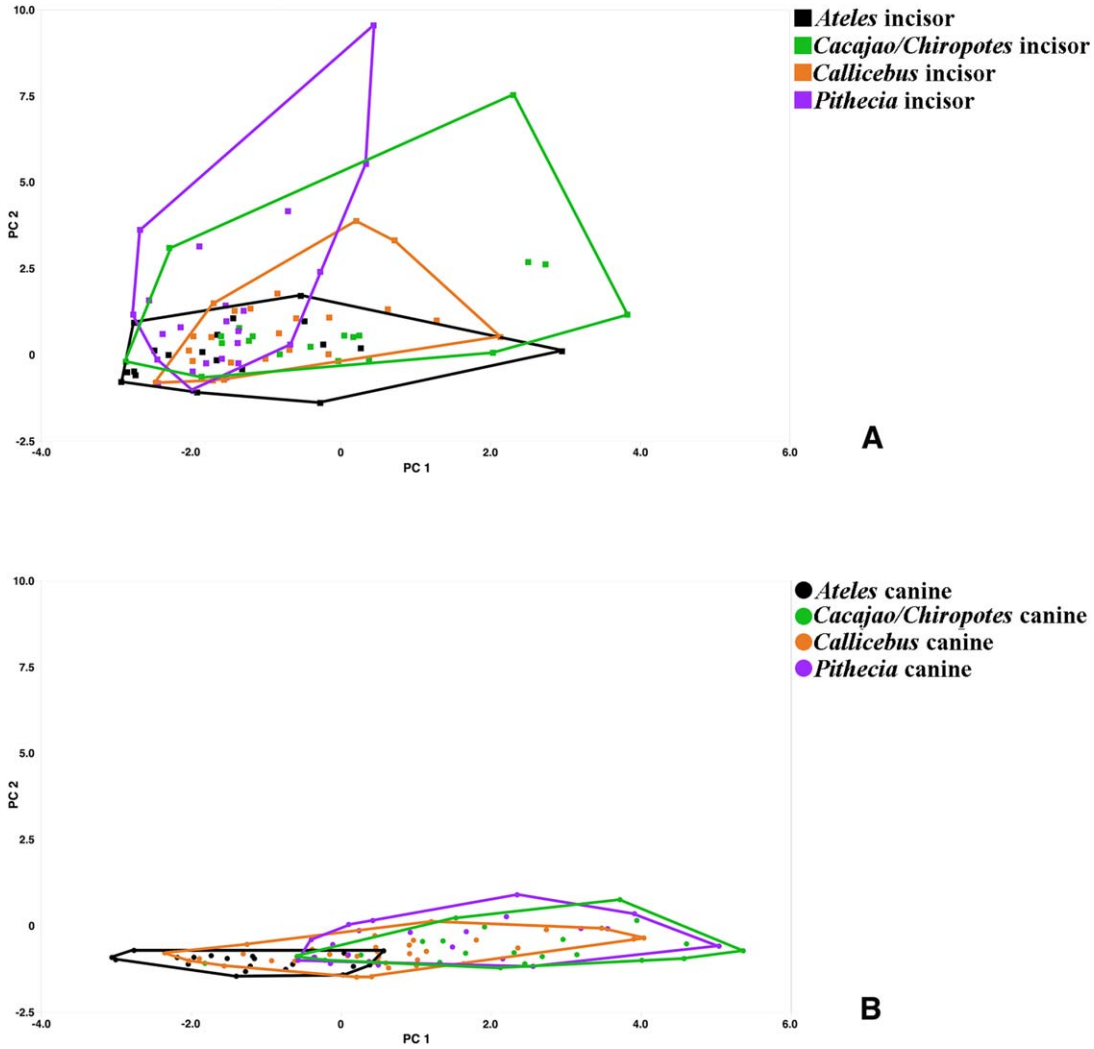 10.0
7.5
5.0
2.5
0
-2.5
PC 2
-4.0 -2.0 0 2.0 4.0 6.0
PC 1
Ateles incisor
Cacajao/Chiropotes incisor
Callicebus incisor
Pithecia incisor
A
10.0
7.5
5.0
2.5
0
-2.5
PC 2
-4.0 -2.0 0 2.0 4.0 6.0
PC 1
Ateles canine
Cacajao/Chiropotes canine
Callicebus canine
Pithecia canine
B